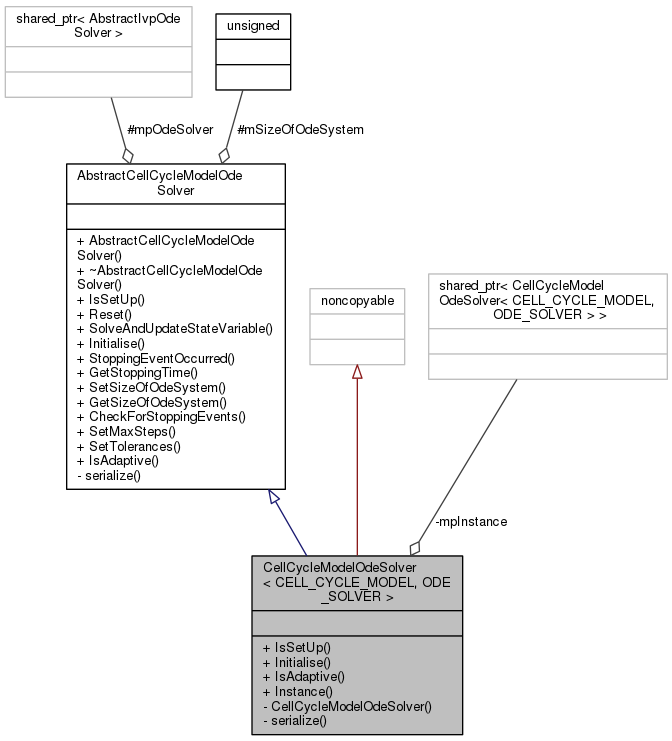 shared_ptr< AbstractIvpOde
Solver >
unsigned
#mpOdeSolver
#mSizeOfOdeSystem
AbstractCellCycleModelOde
Solver
+ AbstractCellCycleModelOde
Solver()
+ ~AbstractCellCycleModelOde
Solver()
+ IsSetUp()
+ Reset()
+ SolveAndUpdateStateVariable()
+ Initialise()
+ StoppingEventOccurred()
+ GetStoppingTime()
+ SetSizeOfOdeSystem()
+ GetSizeOfOdeSystem()
+ CheckForStoppingEvents()
+ SetMaxSteps()
+ SetTolerances()
+ IsAdaptive()
- serialize()
noncopyable
shared_ptr< CellCycleModel
OdeSolver< CELL_CYCLE_MODEL,
ODE_SOLVER > >
-mpInstance
CellCycleModelOdeSolver
< CELL_CYCLE_MODEL, ODE
_SOLVER >
+ IsSetUp()
+ Initialise()
+ IsAdaptive()
+ Instance()
- CellCycleModelOdeSolver()
- serialize()